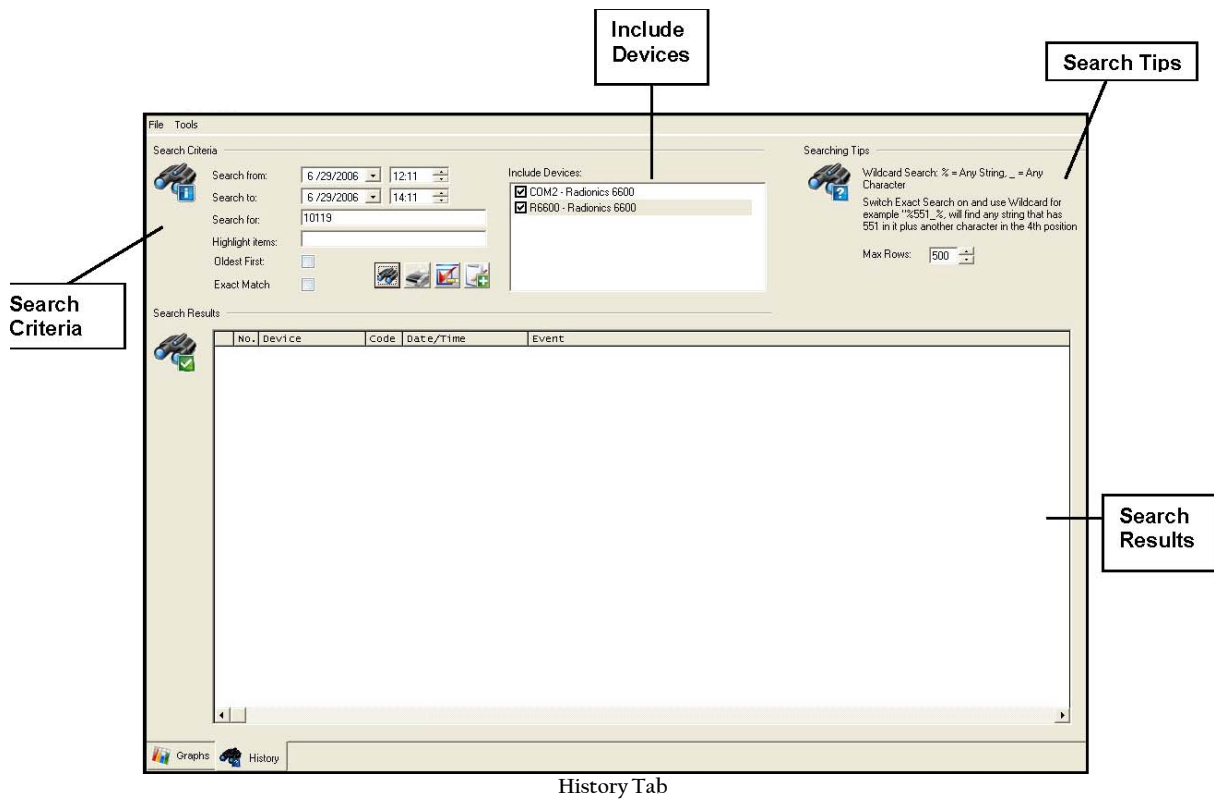 Include
Devices
Search Tips
File Tools
Search Criteria
Search from: 6 /29/2006 12:11
Search to: 6 /29/2006 14:11
Search for: 10119
Highlight items:
Oldest First:
Exact Match
Include Devices:
COM2 - Radionics 6600
R6600 - Radionics 6600
Searching Tips
Wildcard Search: % = Any String, _ = Any
Character
Switch Exact Search on and use Wildcard for
example "%551_%, will find any string that has
551 in it plus another character in the 4th position
Max Rows: 500
Search
Criteria
Search Results
No. Device Code Date/Time Event
Search
Results
Graphs History
History Tab